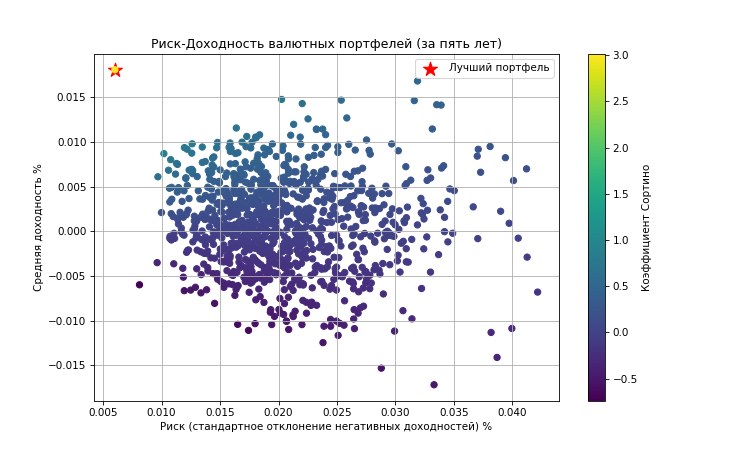 Риск-Доходность валютных портфелей (за пять лет)
Лучший портфель
Средняя доходность %
0.015
0.010
0.005
0.000
−0.005
−0.010
−0.015
0.005 0.010 0.015 0.020 0.025 0.030 0.035 0.040
Риск (стандартное отклонение негативных доходностей) %
3.0
2.5
2.0
1.5
1.0
0.5
0.0
−0.5
Коэффициент Сортино